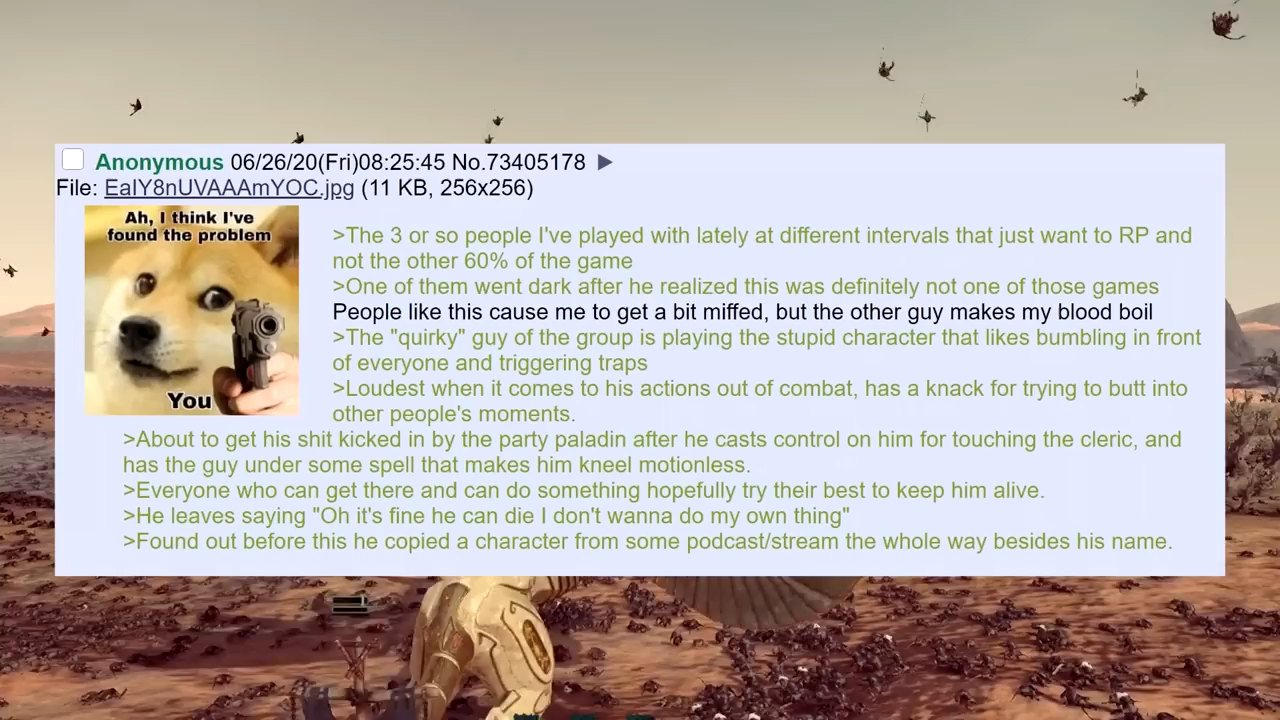 Anonymous 06/26/20(Fri)08:25:45 No.73405178 ▶
File: EaIY8nUVAAAmYOC.jpg (11 KB, 256x256)
Ah, I think I've
found the problem
You
>The 3 or so people I've played with lately at different intervals that just want to RP and
not the other 60% of the game
>One of them went dark after he realized this was definitely not one of those games
People like this cause me to get a bit miffed, but the other guy makes my blood boil
>The "quirky" guy of the group is playing the stupid character that likes bumbling in front
of everyone and triggering traps
>Loudest when it comes to his actions out of combat, has a knack for trying to butt into
other people's moments.
>About to get his shit kicked in by the party paladin after he casts control on him for touching the cleric, and
has the guy under some spell that makes him kneel motionless.
>Everyone who can get there and can do something hopefully try their best to keep him alive.
>He leaves saying "Oh it's fine he can die I don't wanna do my own thing"
>Found out before this he copied a character from some podcast/stream the whole way besides his name.